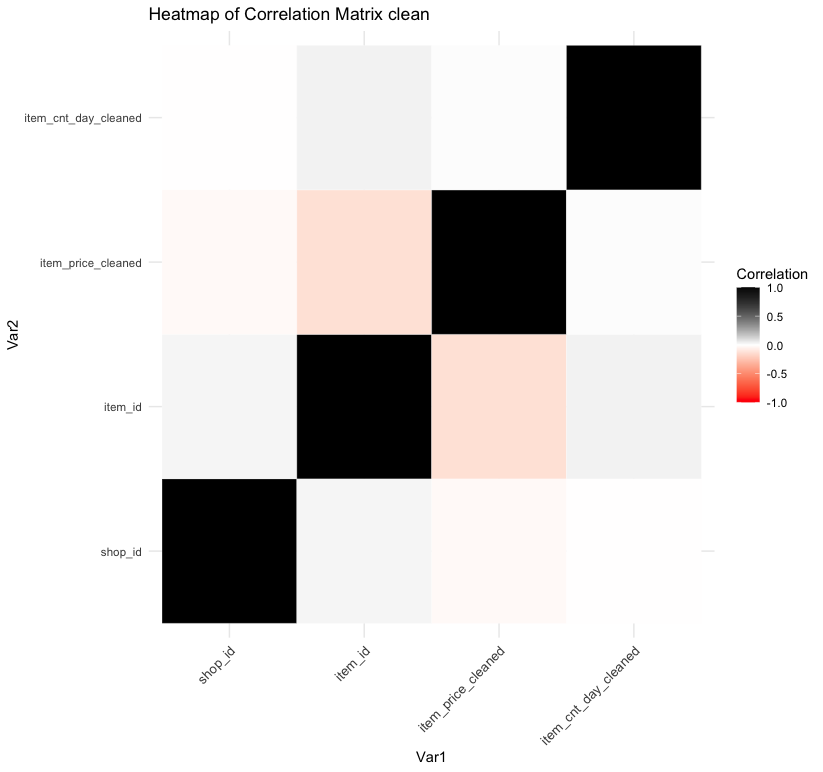 Heatmap of Correlation Matrix clean
item_cnt_day_cleaned
item_price_cleaned
item_id
shop_id
Var2
shop_id
item_id
item_price_cleaned
item_cnt_day_cleaned
Var1
Correlation
1.0
0.5
0.0
-0.5
-1.0